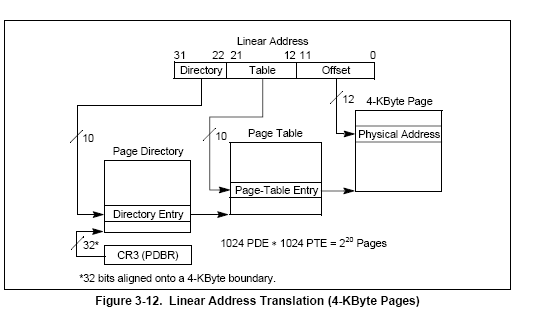 Linear Address
31 22 21 12 11 0
Directory Table Offset
12 4-KByte Page
10 10 Page Table Physical Address
Page Directory
Page-Table Entry
Directory Entry
32* 1024 PDE * 1024 PTE = 2²⁰ Pages
CR3 (PDBR)
*32 bits aligned onto a 4-KByte boundary.
Figure 3-12. Linear Address Translation (4-KByte Pages)